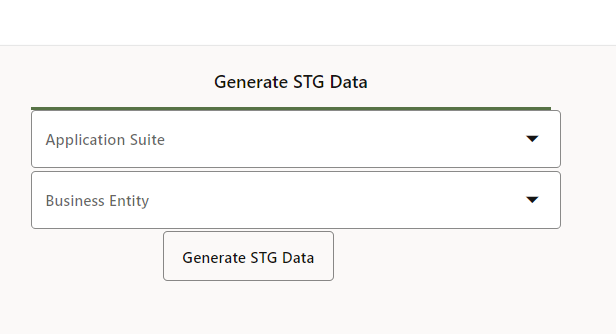 Generate STG Data
Application Suite
Business Entity
Generate STG Data